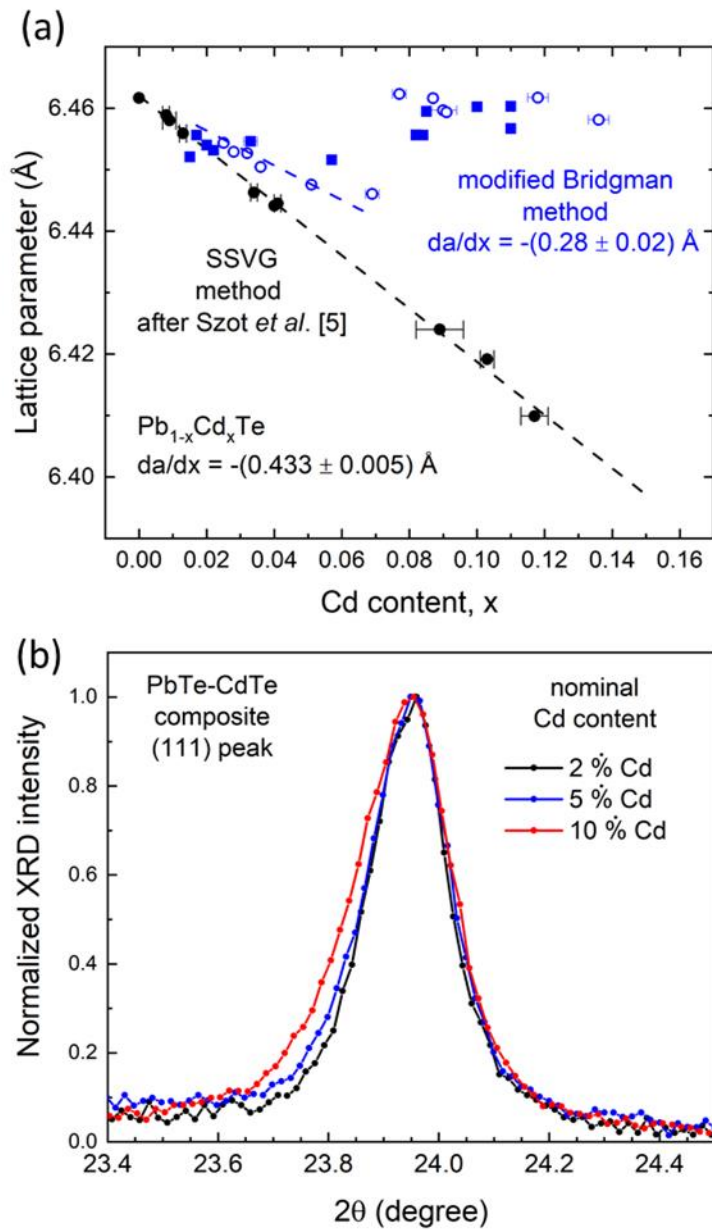 (a)
6.46
6.44
6.42
6.40
Lattice parameter (Å)
modified Bridgman
method
da/dx = -(0.28 ± 0.02) Å
SSVG
method
after Szot et al. [5]
Pb1-xCdxTe
da/dx = -(0.433 ± 0.005) Å
0.00 0.02 0.04 0.06 0.08 0.10 0.12 0.14 0.16
Cd content, x
(b)
PbTe-CdTe
composite
(111) peak
nominal
Cd content
2 % Cd
5 % Cd
10 % Cd
1.0
0.8
0.6
0.4
0.2
0.0
Normalized XRD intensity
23.4 23.6 23.8 24.0 24.2 24.4
2θ (degree)